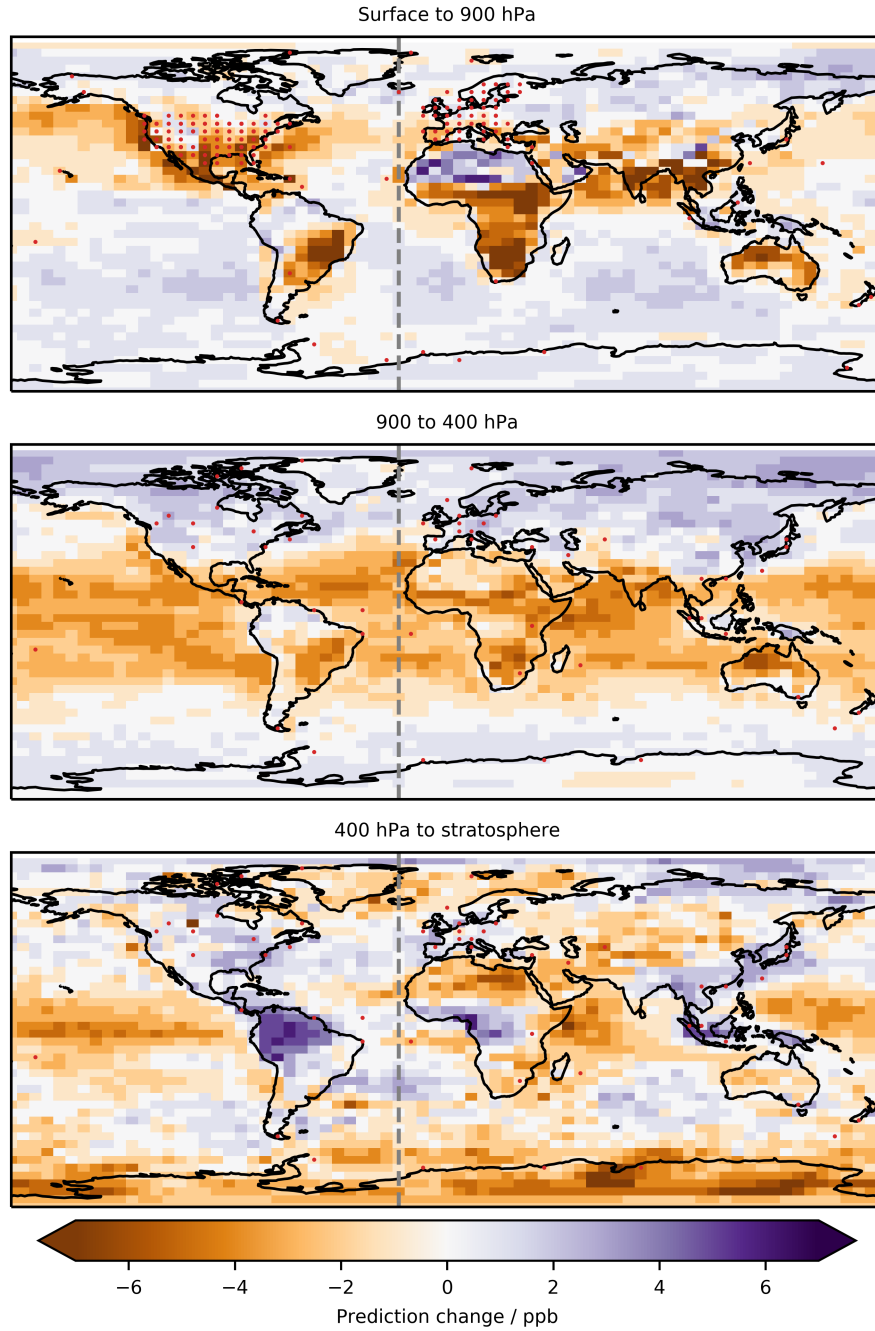 Surface to 900 hPa
900 to 400 hPa
400 hPa to stratosphere
−6 −4 −2 0 2 4 6
Prediction change / ppb